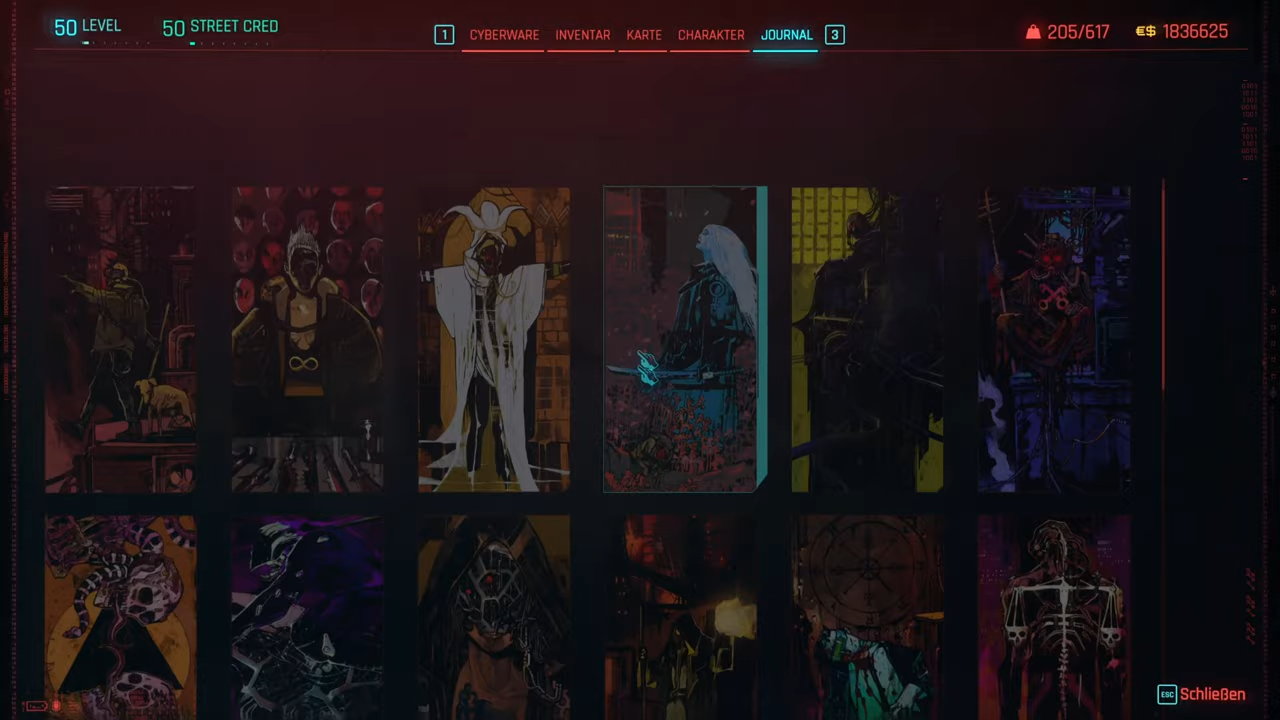 50 LEVEL
50 STREET CRED
1 CYBERWARE INVENTAR KARTE CHARAKTER JOURNAL 3
205/617
€$ 1836625
ESC Schließen